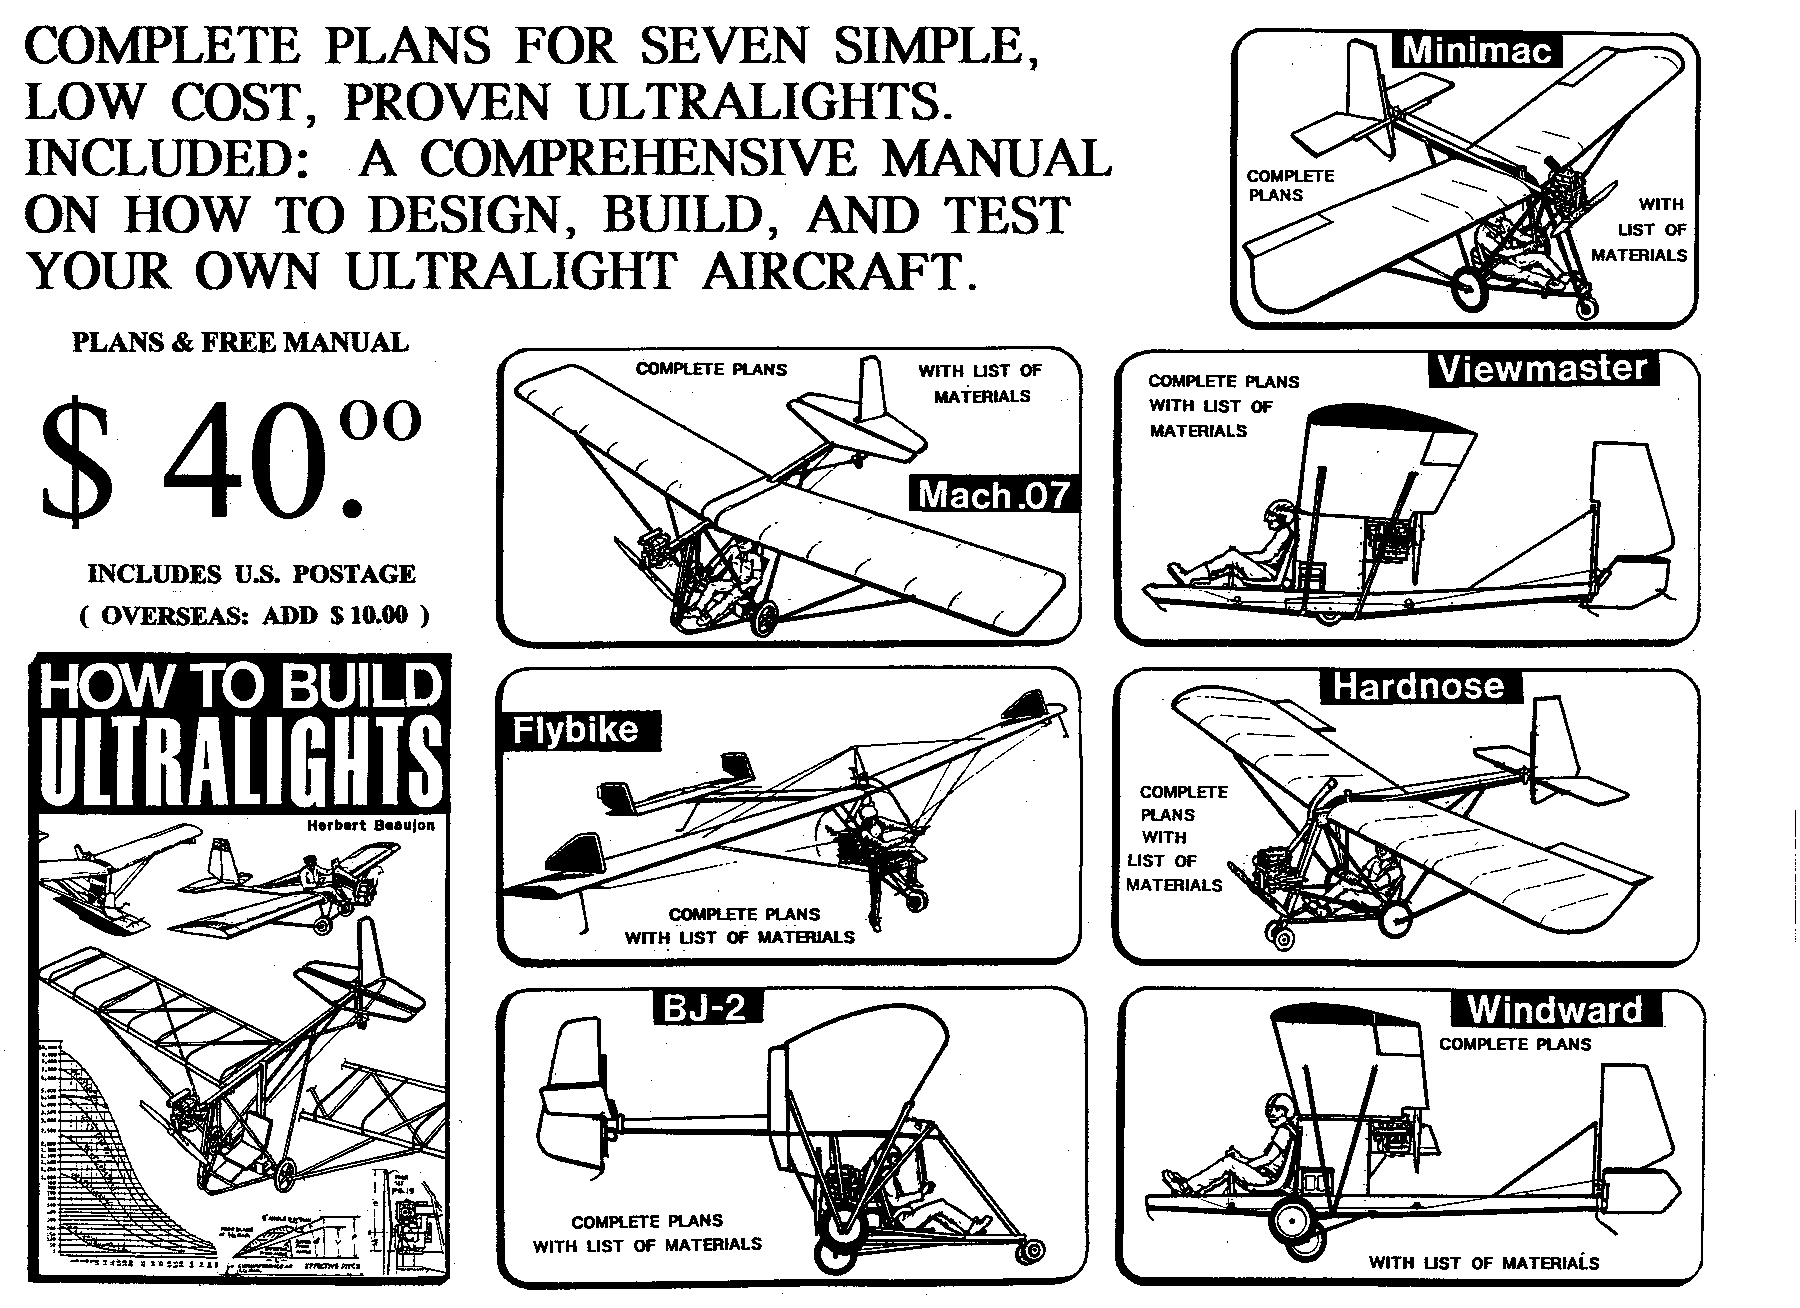 COMPLETE PLANS FOR SEVEN SIMPLE,
LOW COST, PROVEN ULTRALIGHTS.
INCLUDED: A COMPREHENSIVE MANUAL
ON HOW TO DESIGN, BUILD, AND TEST
YOUR OWN ULTRALIGHT AIRCRAFT.
Minimac
COMPLETE
PLANS
WITH
LIST OF
MATERIALS
PLANS & FREE MANUAL
$ 40.00
INCLUDES U.S. POSTAGE
( OVERSEAS: ADD $ 10.00 )
COMPLETE PLANS
WITH LIST OF
MATERIALS
Mach .07
Viewmaster
COMPLETE PLANS
WITH LIST OF
MATERIALS
HOW TO BUILD
ULTRALIGHTS
Herbert Beaujon
Flybike
COMPLETE PLANS
WITH LIST OF MATERIALS
Hardnose
COMPLETE
PLANS
WITH
LIST OF
MATERIALS
BJ-2
COMPLETE PLANS
WITH LIST OF MATERIALS
Windward
COMPLETE PLANS
WITH LIST OF MATERIALS